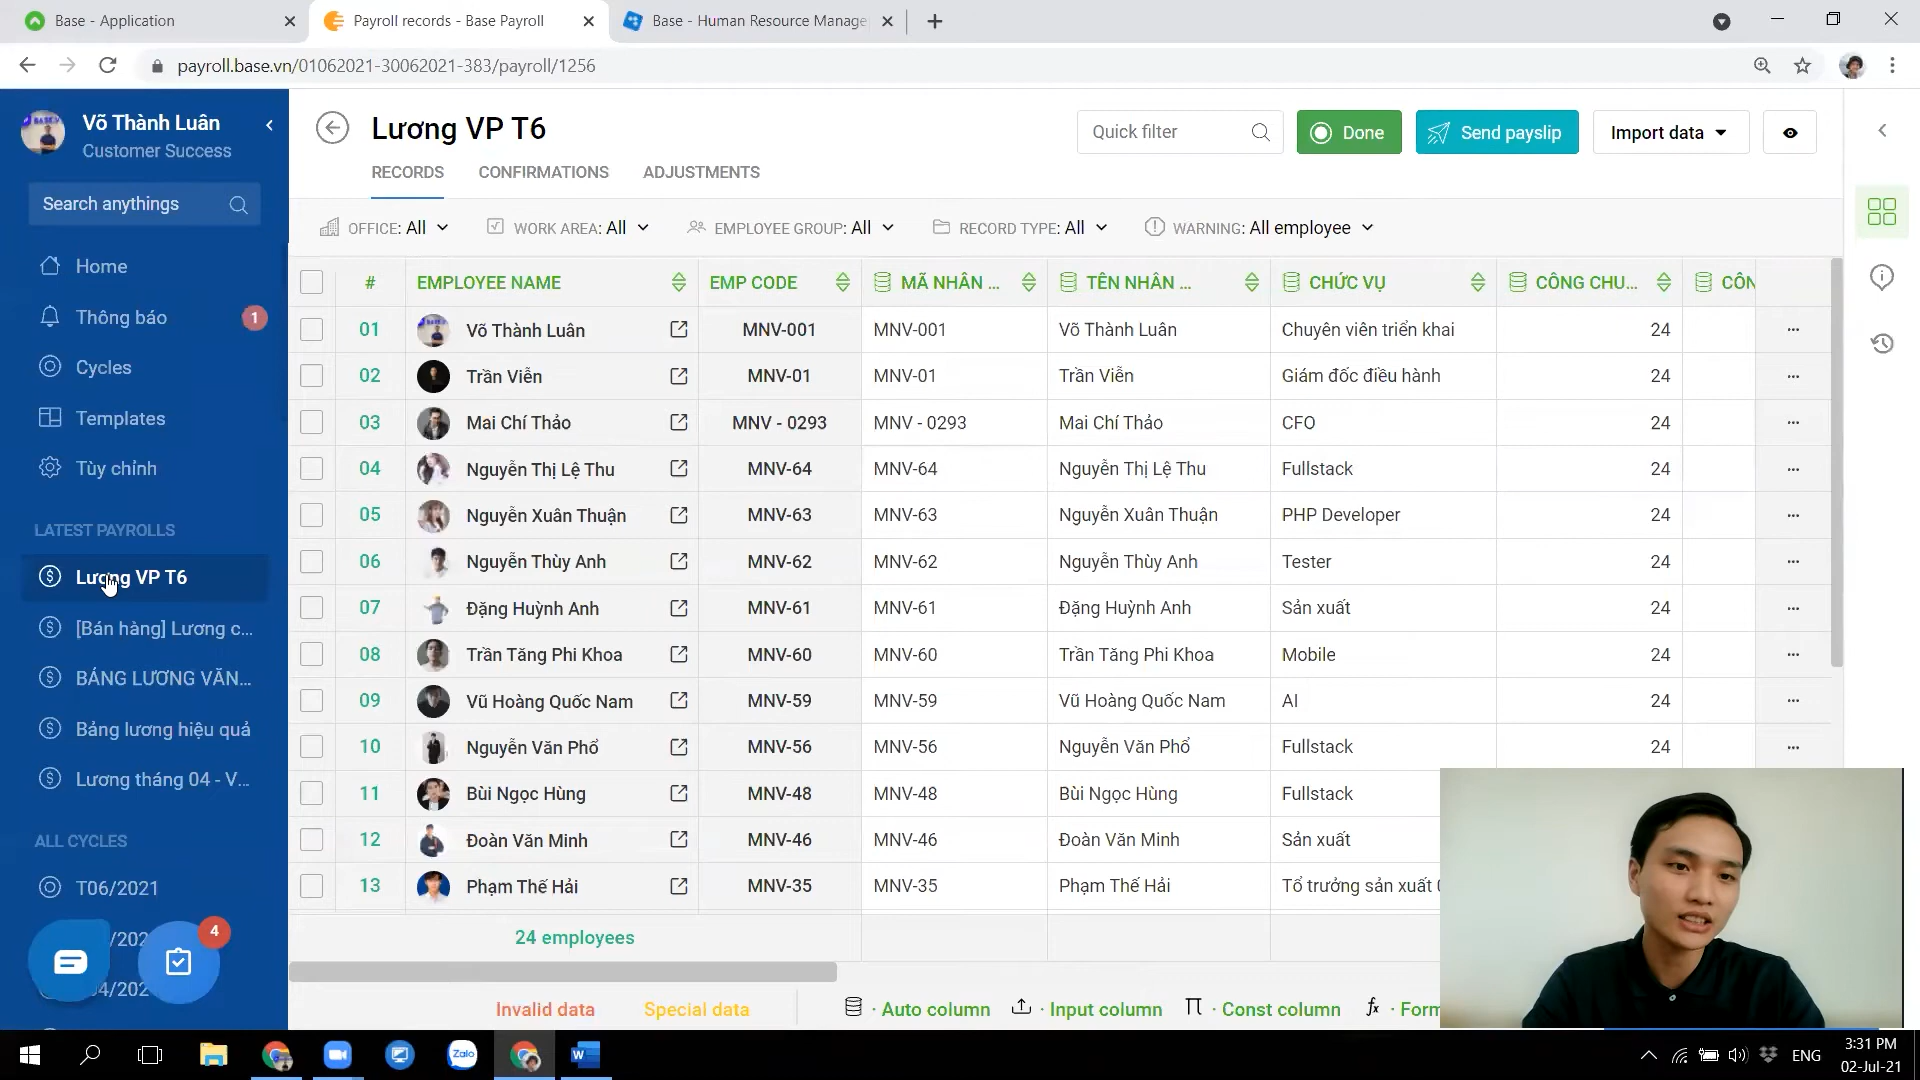 Base - Application
Payroll records - Base Payroll
Base - Human Resource Manage
payroll.base.vn/01062021-30062021-383/payroll/1256
Võ Thành Luân
Customer Success
Search anythings
Home
Thông báo
1
Cycles
Templates
Tùy chỉnh
LATEST PAYROLLS
Lương VP T6
[Bán hàng] Lương c...
BẢNG LƯƠNG VĂN...
Bảng lương hiệu quả
Lương tháng 04 - V...
ALL CYCLES
T06/2021
4
Lương VP T6
Quick filter
Done
Send payslip
Import data
RECORDS
CONFIRMATIONS
ADJUSTMENTS
OFFICE: All
WORK AREA: All
EMPLOYEE GROUP: All
RECORD TYPE: All
WARNING: All employee
# EMPLOYEE NAME EMP CODE MÃ NHÂN ... TÊN NHÂN ... CHỨC VỤ CÔNG CHU... CÔN
01 Võ Thành Luân MNV-001 MNV-001 Võ Thành Luân Chuyên viên triển khai 24 ...
02 Trần Viễn MNV-01 MNV-01 Trần Viễn Giám đốc điều hành 24 ...
03 Mai Chí Thảo MNV - 0293 MNV - 0293 Mai Chí Thảo CFO 24 ...
04 Nguyễn Thị Lệ Thu MNV-64 MNV-64 Nguyễn Thị Lệ Thu Fullstack 24 ...
05 Nguyễn Xuân Thuận MNV-63 MNV-63 Nguyễn Xuân Thuận PHP Developer 24 ...
06 Nguyễn Thùy Anh MNV-62 MNV-62 Nguyễn Thùy Anh Tester 24 ...
07 Đặng Huỳnh Anh MNV-61 MNV-61 Đặng Huỳnh Anh Sản xuất 24 ...
08 Trần Tăng Phi Khoa MNV-60 MNV-60 Trần Tăng Phi Khoa Mobile 24 ...
09 Vũ Hoàng Quốc Nam MNV-59 MNV-59 Vũ Hoàng Quốc Nam AI 24 ...
10 Nguyễn Văn Phổ MNV-56 MNV-56 Nguyễn Văn Phổ Fullstack 24 ...
11 Bùi Ngọc Hùng MNV-48 MNV-48 Bùi Ngọc Hùng Fullstack
12 Đoàn Văn Minh MNV-46 MNV-46 Đoàn Văn Minh Sản xuất
13 Phạm Thế Hải MNV-35 MNV-35 Phạm Thế Hải Tổ trưởng sản xuất
24 employees
Invalid data
Special data
· Auto column
· Input column
· Const column
fx · Form
Zalo
ENG
3:31 PM
02-Jul-21